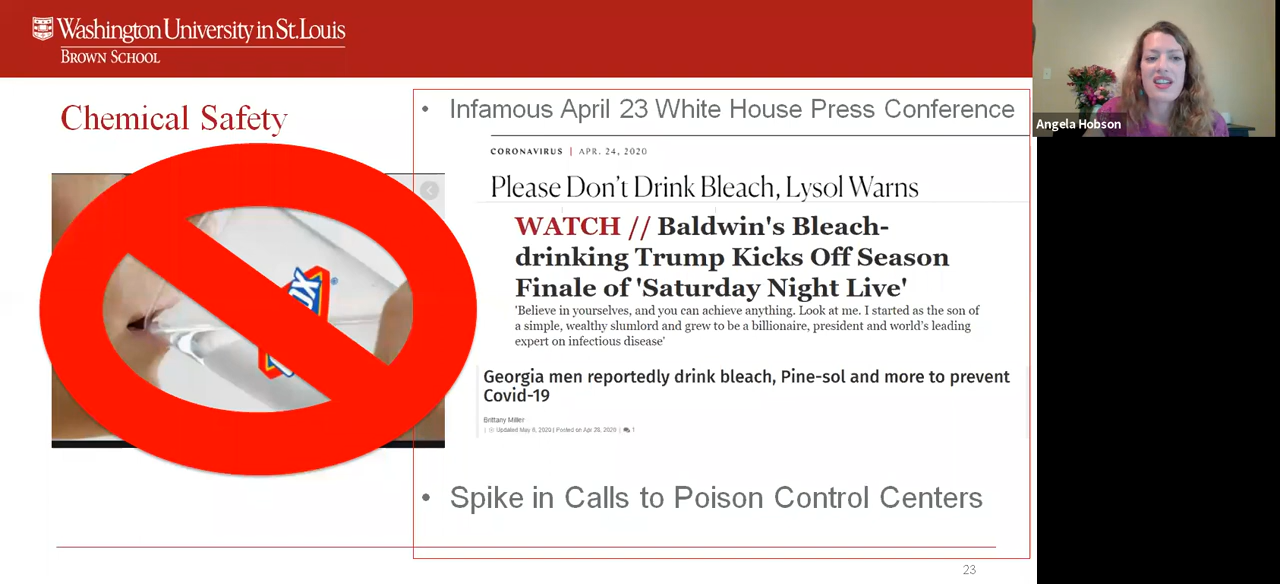 Washington University in St. Louis
BROWN SCHOOL
Chemical Safety
• Infamous April 23 White House Press Conference
CORONAVIRUS | APR. 24, 2020
Please Don't Drink Bleach, Lysol Warns
WATCH // Baldwin's Bleach-
drinking Trump Kicks Off Season
Finale of 'Saturday Night Live'
'Believe in yourselves, and you can achieve anything. Look at me. I started as the son of
a simple, wealthy slumlord and grew to be a billionaire, president and world's leading
expert on infectious disease'
Georgia men reportedly drink bleach, Pine-sol and more to prevent
Covid-19
Brittany Miller
| Updated May 6, 2020 | Posted on Apr 28, 2020 | 1
• Spike in Calls to Poison Control Centers
23
Angela Hobson